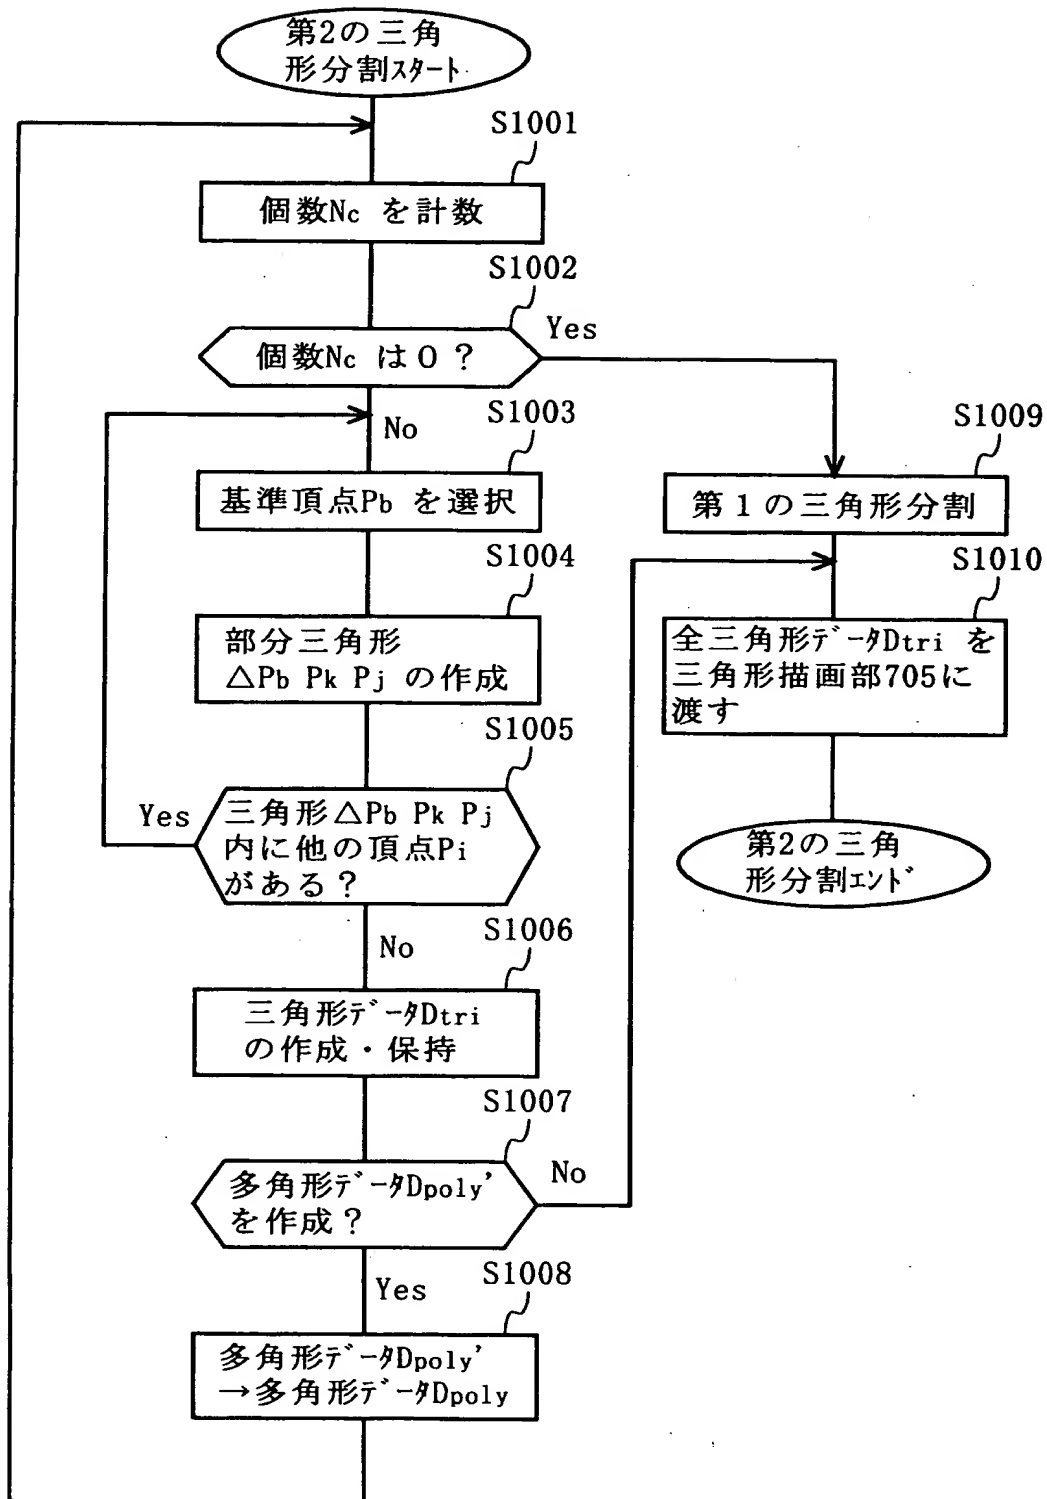 第2の三角
形分割ｽﾀｰﾄ
S1001
個数Nc を計数
S1002
個数Nc は0？
Yes
No
S1003
基準頂点Pb を選択
S1004
部分三角形
△Pb Pk Pj の作成
S1005
三角形△Pb Pk Pj
内に他の頂点Pi
がある？
Yes
No
S1006
三角形ﾃﾞｰﾀDtri
の作成・保持
S1007
多角形ﾃﾞｰﾀDpoly'
を作成？
No
Yes
S1008
多角形ﾃﾞｰﾀDpoly'
→多角形ﾃﾞｰﾀDpoly
S1009
第1の三角形分割
S1010
全三角形ﾃﾞｰﾀDtri を
三角形描画部705に
渡す
第2の三角
形分割ｴﾝﾄﾞ